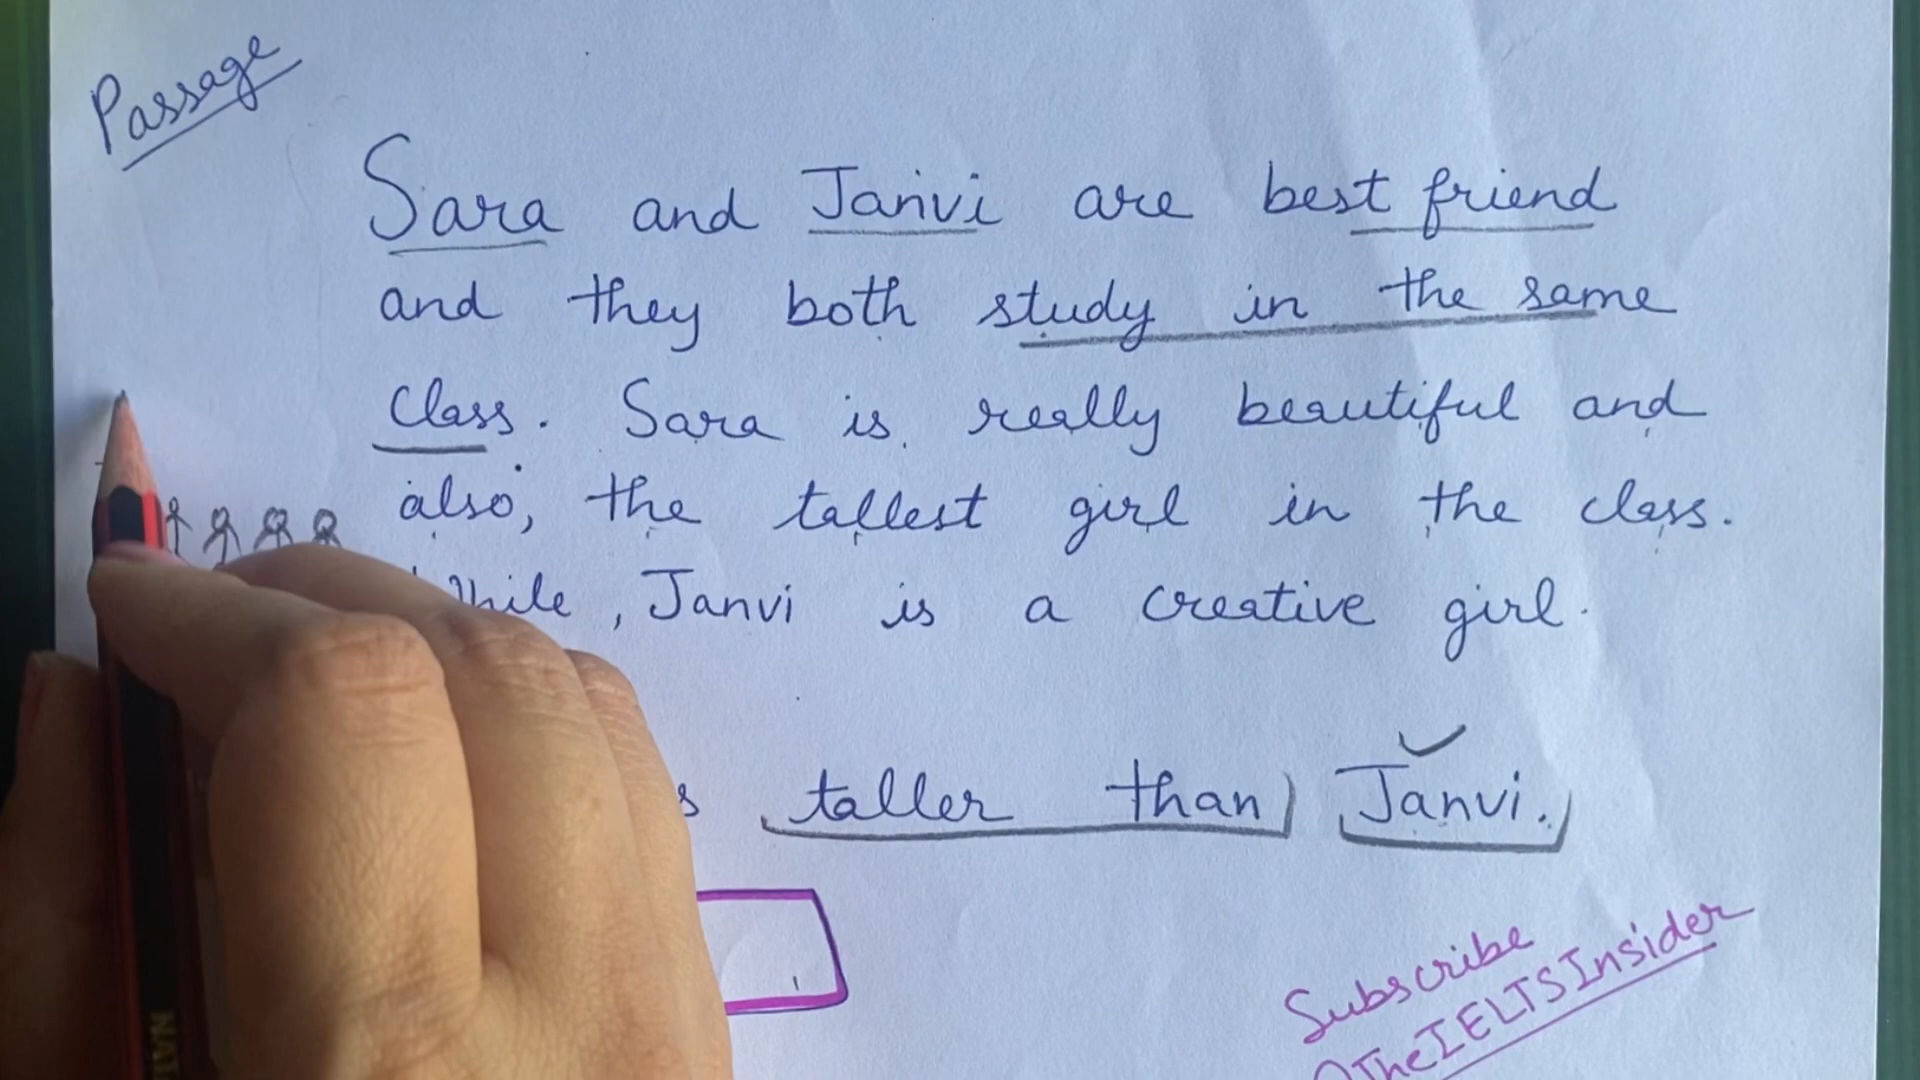 Passage
Sara and Janvi are best friend
and they both study in the same
class. Sara is really beautiful and
also, the tallest girl in the class.
, Janvi is a creative girl.
taller than Janvi.
Subscribe
@TheIELTSInsider